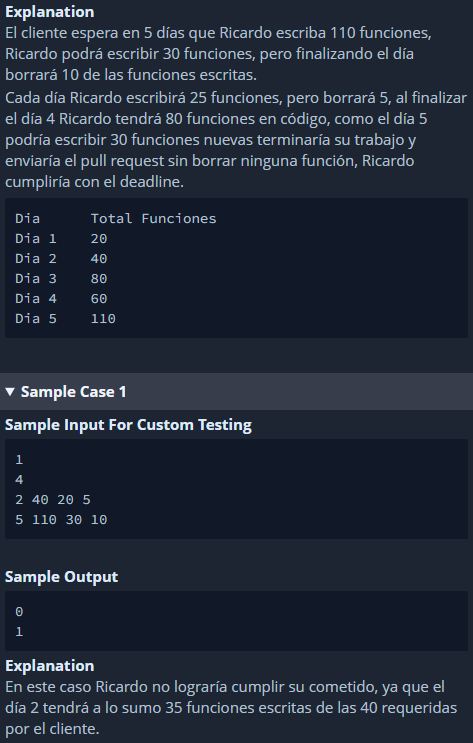 Explanation
El cliente espera en 5 días que Ricardo escriba 110 funciones,
Ricardo podrá escribir 30 funciones, pero finalizando el día
borrará 10 de las funciones escritas.
Cada día Ricardo escribirá 25 funciones, pero borrará 5, al finalizar
el día 4 Ricardo tendrá 80 funciones en código, como el día 5
podría escribir 30 funciones nuevas terminaría su trabajo y
enviaría el pull request sin borrar ninguna función, Ricardo
cumpliría con el deadline.
Dia Total Funciones
Dia 1 20
Dia 2 40
Dia 3 80
Dia 4 60
Dia 5 110
▼ Sample Case 1
Sample Input For Custom Testing
1
4
2 40 20 5
5 110 30 10
Sample Output
0
1
Explanation
En este caso Ricardo no lograría cumplir su cometido, ya que el
día 2 tendrá a lo sumo 35 funciones escritas de las 40 requeridas
por el cliente.